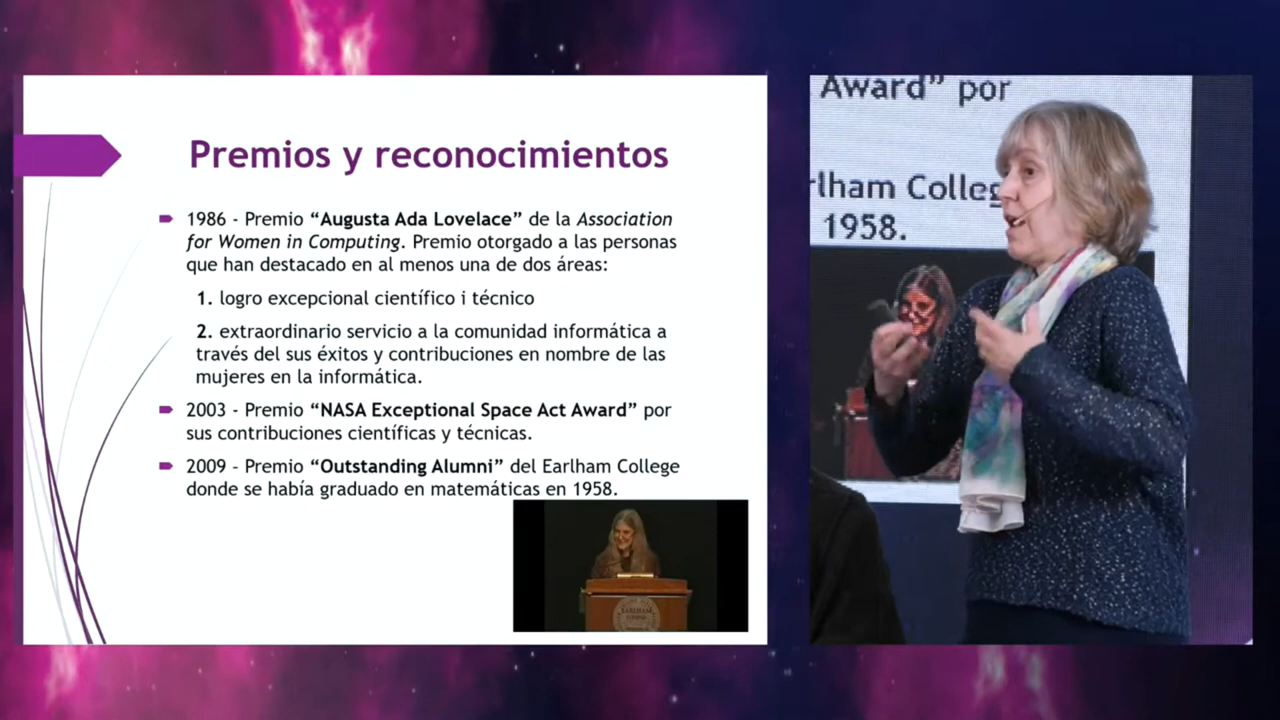 Premios y reconocimientos
1986 - Premio “Augusta Ada Lovelace” de la Association
for Women in Computing. Premio otorgado a las personas
que han destacado en al menos una de dos áreas:
1. logro excepcional científico i técnico
2. extraordinario servicio a la comunidad informática a
través del sus éxitos y contribuciones en nombre de las
mujeres en la informática.
2003 - Premio “NASA Exceptional Space Act Award” por
sus contribuciones científicas y técnicas.
2009 - Premio “Outstanding Alumni” del Earlham College
donde se había graduado en matemáticas en 1958.
EARLHAM
Award” por
rlham Colleg
1958.